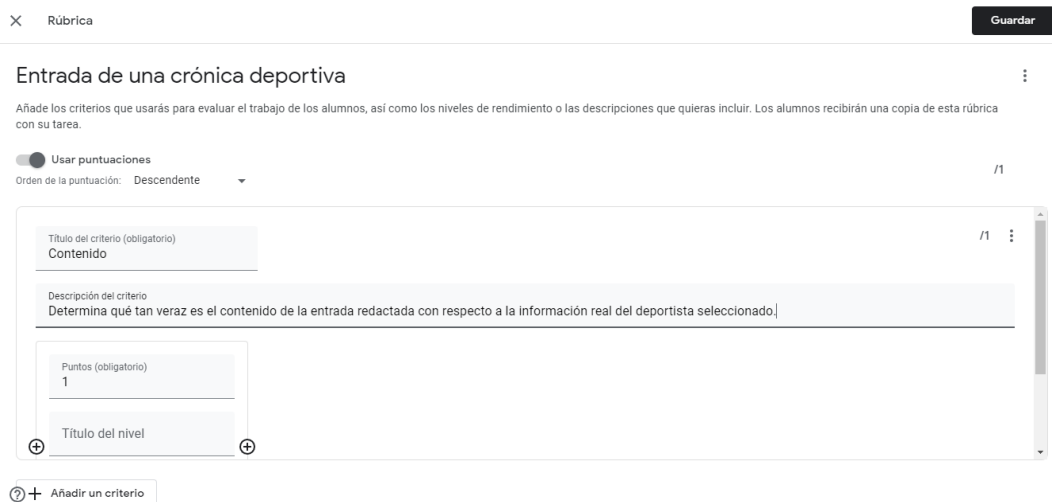 Rúbrica
Guardar
Entrada de una crónica deportiva
Añade los criterios que usarás para evaluar el trabajo de los alumnos, así como los niveles de rendimiento o las descripciones que quieras incluir. Los alumnos recibirán una copia de esta rúbrica
con su tarea.
Usar puntuaciones
/1
Orden de la puntuación: Descendente
Título del criterio (obligatorio)
/1
Contenido
Descripción del criterio
Determina qué tan veraz es el contenido de la entrada redactada con respecto a la información real del deportista seleccionado.
Puntos (obligatorio)
1
Título del nivel
Añadir un criterio